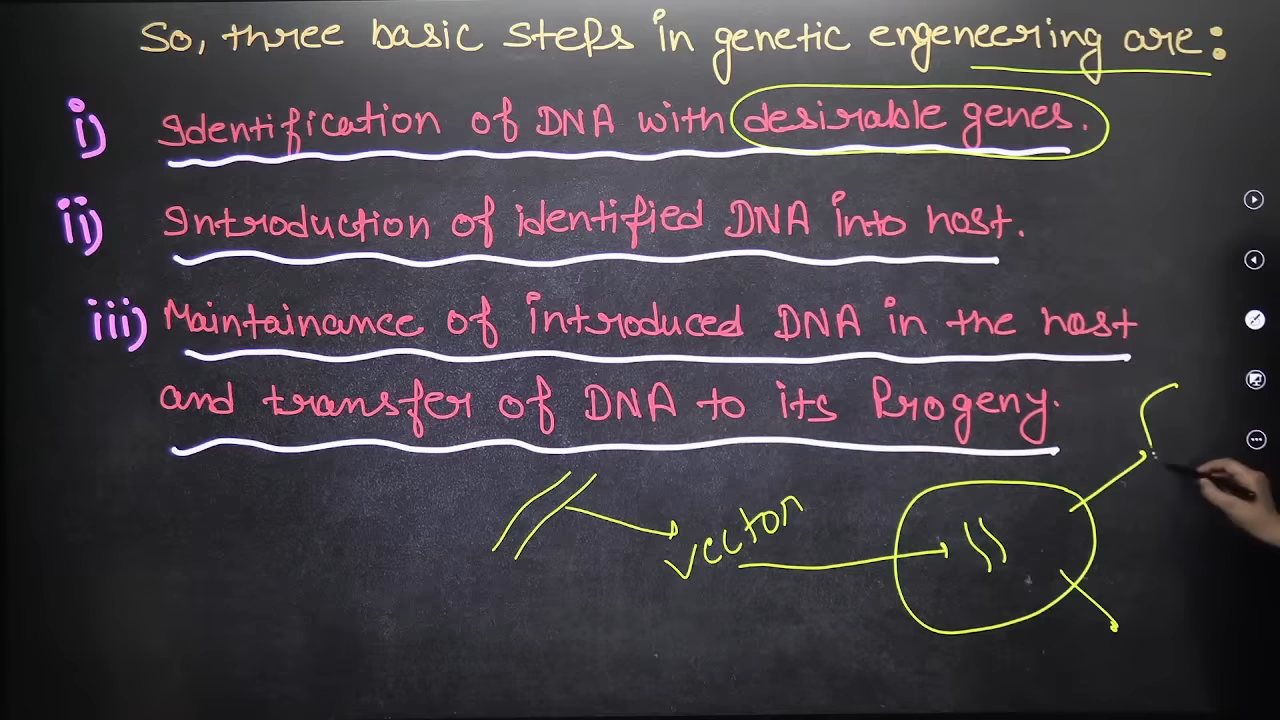 So, three basic steps in genetic engeneering are:
i) Identification of DNA with desirable genes.
ii) Introduction of identified DNA into host.
iii) Maintainance of introduced DNA in the host
and transfer of DNA to its Progeny.
vector